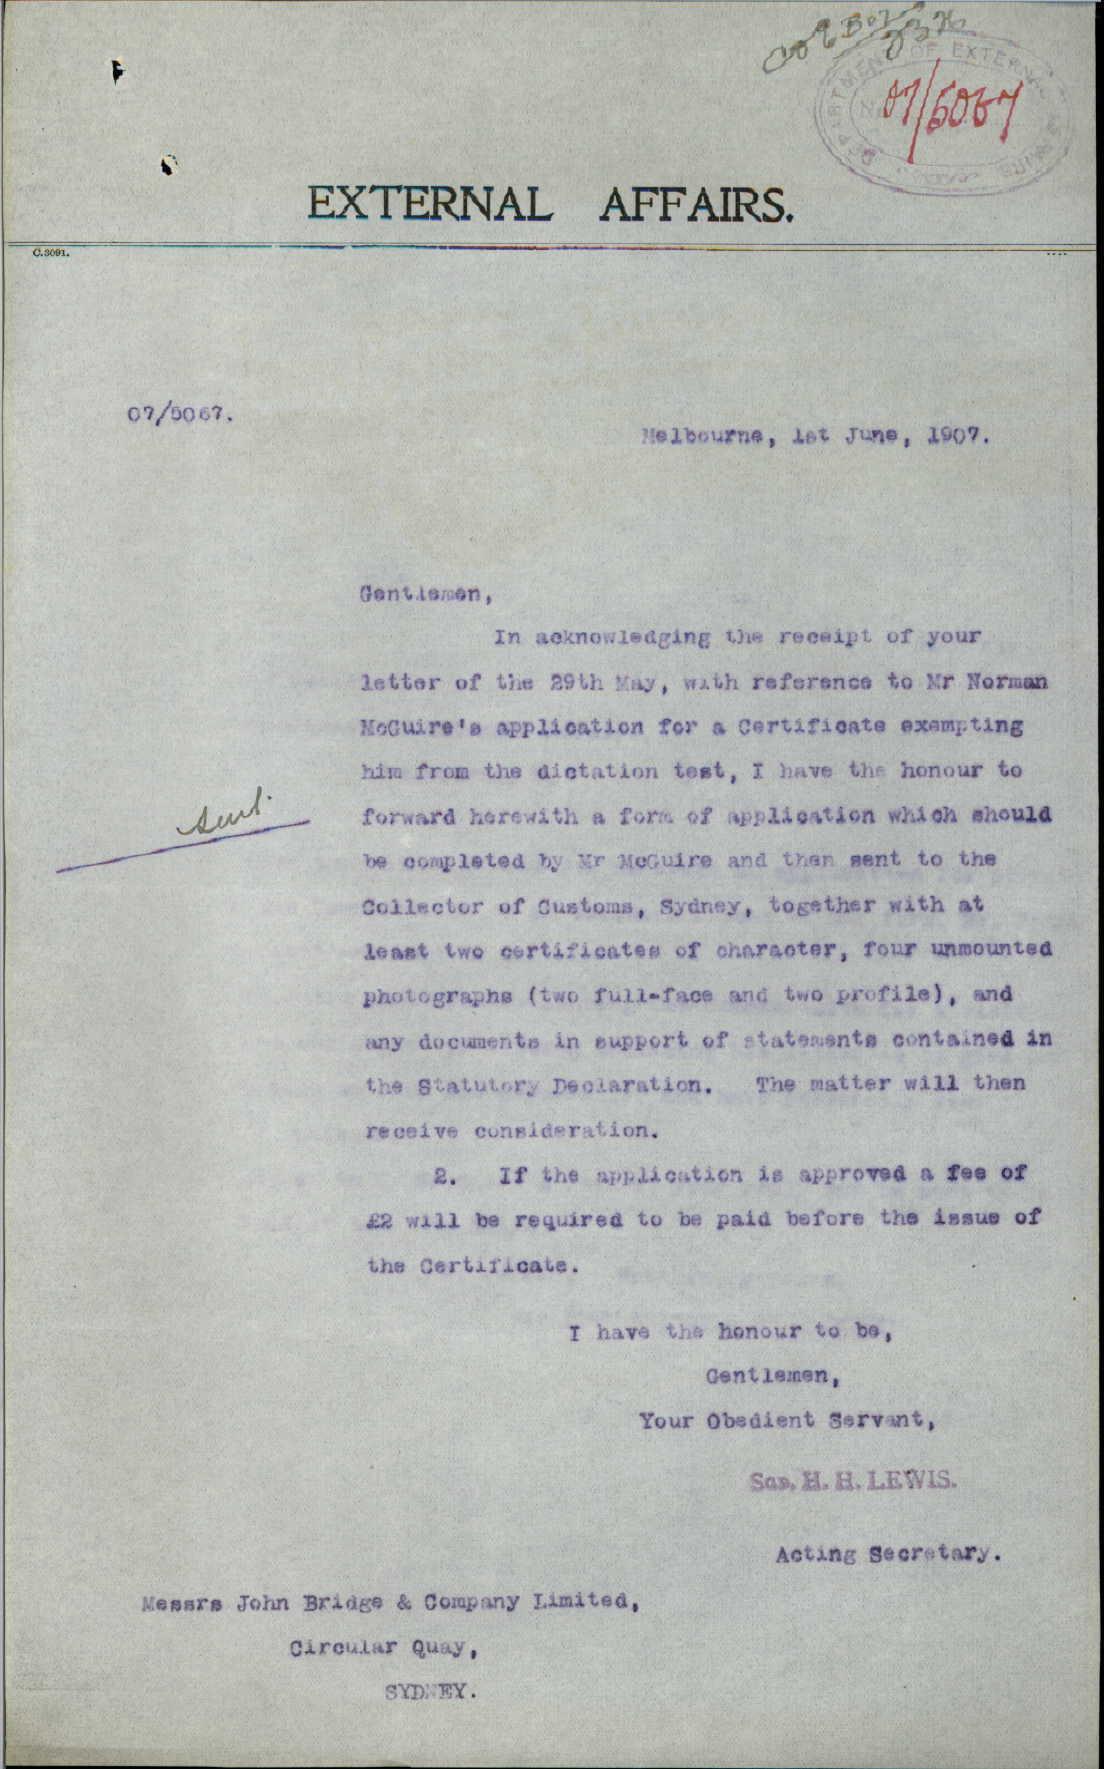 07/5067
DEPARTMENT OF EXTERNAL AFFAIRS
EXTERNAL AFFAIRS.
C.3091.
07/5067.
Melbourne, 1st June, 1907.
Gentlemen,
In acknowledging the receipt of your
letter of the 29th May, with reference to Mr Norman
McGuire's application for a Certificate exempting
him from the dictation test, I have the honour to
forward herewith a form of application which should
sent.
be completed by Mr McGuire and then sent to the
Collector of Customs, Sydney, together with at
least two certificates of character, four unmounted
photographs (two full-face and two profile), and
any documents in support of statements contained in
the Statutory Declaration. The matter will then
receive consideration.
2. If the application is approved a fee of
£2 will be required to be paid before the issue of
the Certificate.
I have the honour to be,
Gentlemen,
Your Obedient Servant,
SGD. H. H. LEWIS.
Acting Secretary.
Messrs John Bridge & Company Limited,
Circular Quay,
SYDNEY.